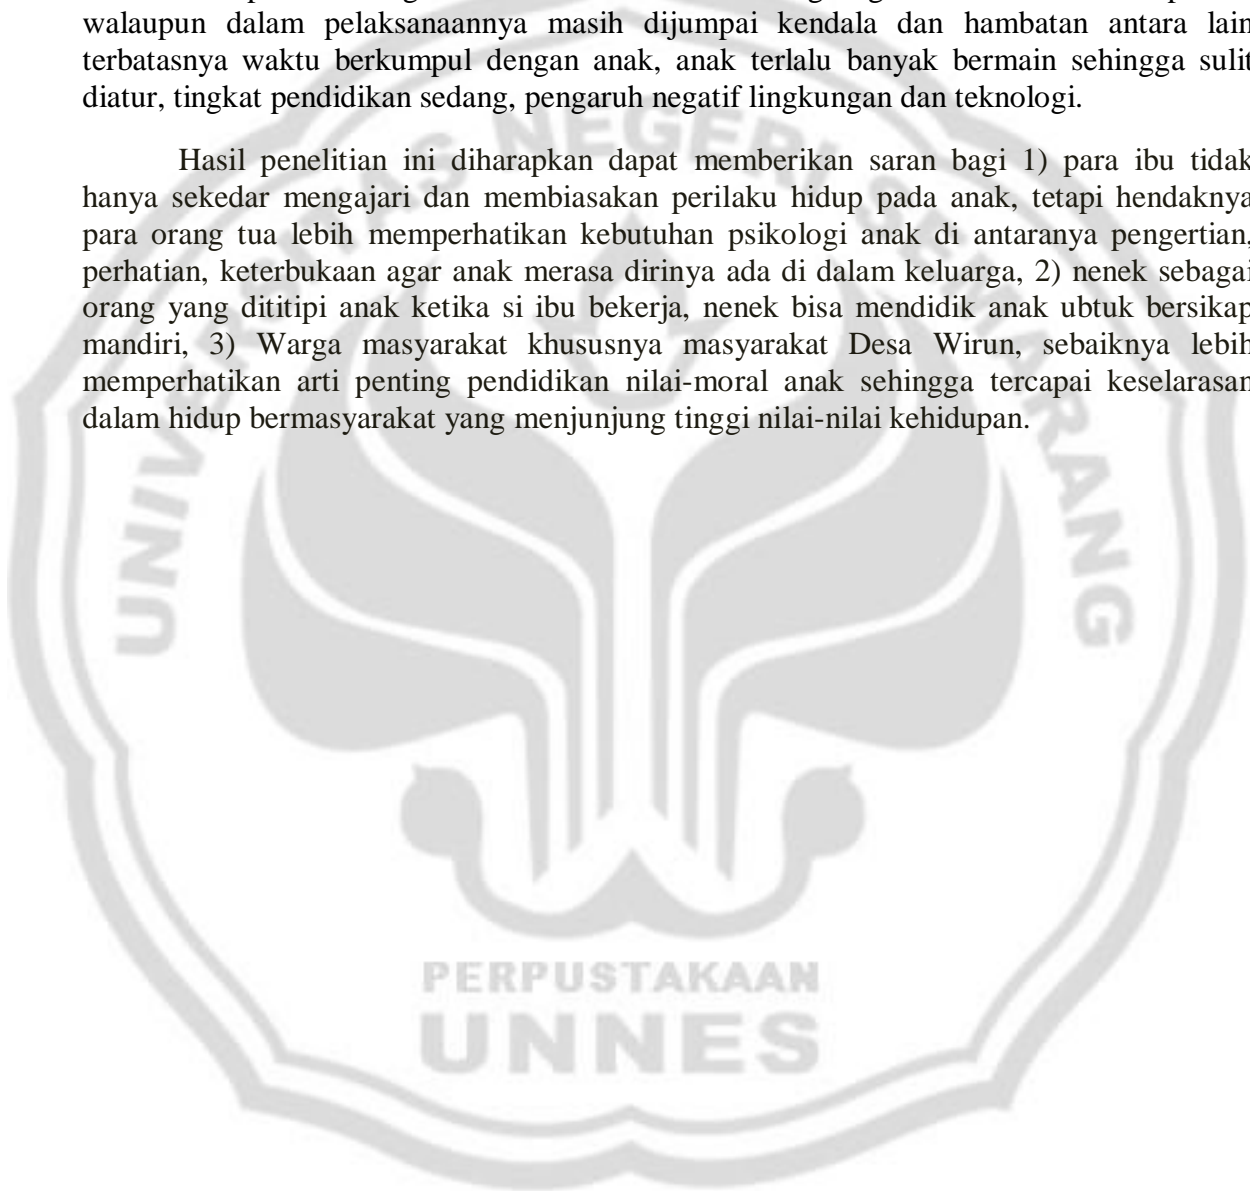 walaupun dalam pelaksanaannya masih dijumpai kendala dan hambatan antara lain
terbatasnya waktu berkumpul dengan anak, anak terlalu banyak bermain sehingga sulit
diatur, tingkat pendidikan sedang, pengaruh negatif lingkungan dan teknologi.
Hasil penelitian ini diharapkan dapat memberikan saran bagi 1) para ibu tidak
hanya sekedar mengajari dan membiasakan perilaku hidup pada anak, tetapi hendaknya
para orang tua lebih memperhatikan kebutuhan psikologi anak di antaranya pengertian,
perhatian, keterbukaan agar anak merasa dirinya ada di dalam keluarga, 2) nenek sebagai
orang yang dititipi anak ketika si ibu bekerja, nenek bisa mendidik anak ubtuk bersikap
mandiri, 3) Warga masyarakat khususnya masyarakat Desa Wirun, sebaiknya lebih
memperhatikan arti penting pendidikan nilai-moral anak sehingga tercapai keselarasan
dalam hidup bermasyarakat yang menjunjung tinggi nilai-nilai kehidupan.
UNIVERSITAS NEGERI SEMARANG
PERPUSTAKAAN
UNNES